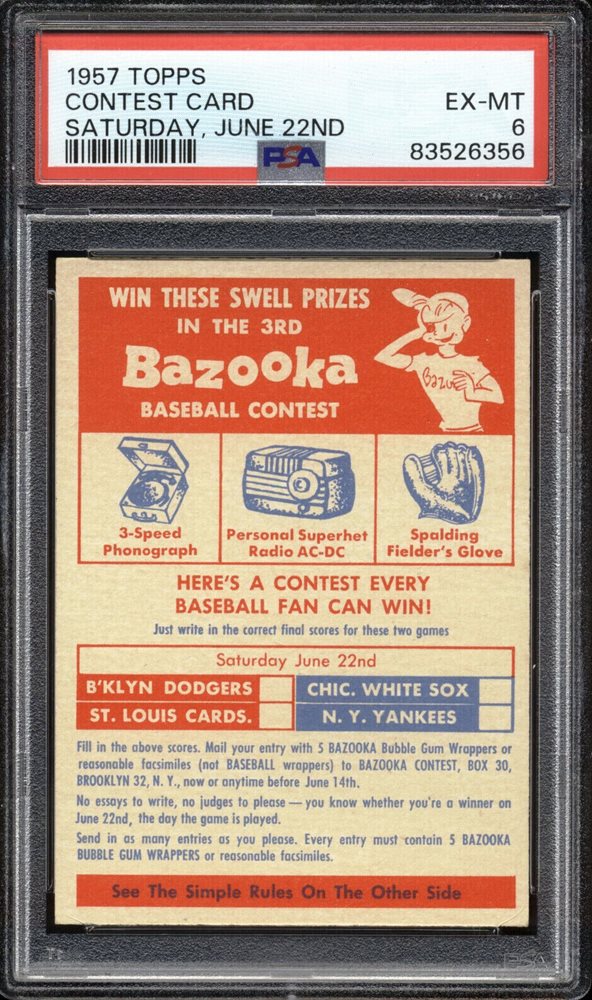 1957 TOPPS
CONTEST CARD EX-MT
SATURDAY, JUNE 22ND 6
PSA 83526356
WIN THESE SWELL PRIZES
IN THE 3RD
Bazooka
BASEBALL CONTEST
Bazoo
3-Speed
Phonograph
Personal Superhet
Radio AC-DC
Spalding
Fielder's Glove
HERE'S A CONTEST EVERY
BASEBALL FAN CAN WIN!
Just write in the correct final scores for these two games
Saturday June 22nd
B'KLYN DODGERS CHIC. WHITE SOX
ST. LOUIS CARDS. N. Y. YANKEES
Fill in the above scores. Mail your entry with 5 BAZOOKA Bubble Gum Wrappers or
reasonable facsimiles (not BASEBALL wrappers) to BAZOOKA CONTEST, BOX 30,
BROOKLYN 32, N. Y., now or anytime before June 14th.
No essays to write, no judges to please — you know whether you're a winner on
June 22nd, the day the game is played.
Send in as many entries as you please. Every entry must contain 5 BAZOOKA
BUBBLE GUM WRAPPERS or reasonable facsimiles.
See The Simple Rules On The Other Side
PSA